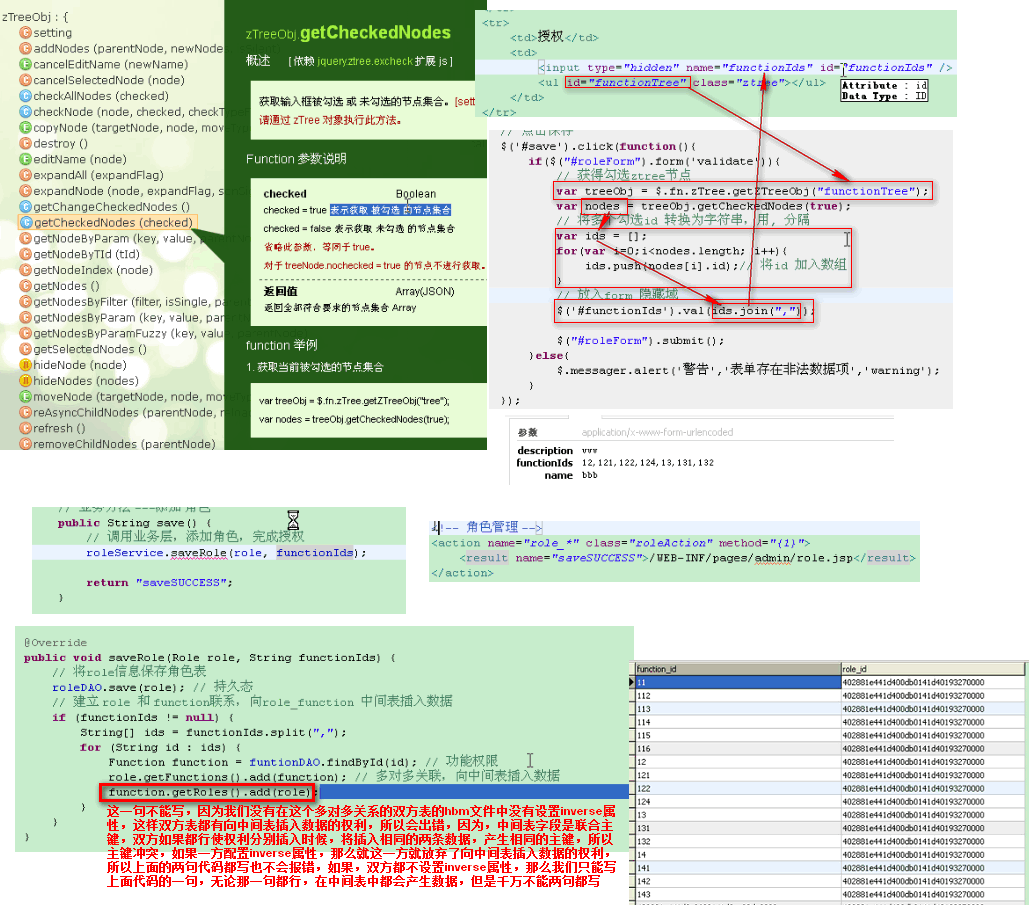 zTreeObj : {
setting
addNodes (parentNode, newNodes,
cancelEditName (newName)
cancelSelectedNode (node)
checkAllNodes (checked)
checkNode (node, checked, checkTy
copyNode (targetNode, node, moveTy
destroy ()
editName (node)
expandAll (expandFlag)
expandNode (node, expandFlag, s
getChangeCheckedNodes ()
getCheckedNodes (checked)
getNodeByParam (key, value, p
getNodeByTId (tId)
getNodeIndex (node)
getNodes ()
getNodesByFilter (filter, isSingle, pa
getNodesByParam (key, value, paren
getNodesByParamFuzzy (key, value
getSelectedNodes ()
hideNode (node)
hideNodes (nodes)
moveNode (targetNode, node, move
reAsyncChildNodes (parentNode, r
refresh ()
removeChildNodes (parentNode)
zTreeObj.getCheckedNodes
概述 [ 依赖 jquery.ztree.excheck 扩展 js ]
获取输入框被勾选 或 未勾选的节点集合。[sett
请通过 zTree 对象执行此方法。
Function 参数说明
checked Boolean
checked = true 表示获取 被勾选 的节点集合
checked = false 表示获取 未勾选 的节点集合
省略此参数，等同于 true。
对于 treeNode.nochecked = true 的节点不进行获取。
返回值 Array(JSON)
返回全部符合要求的节点集合 Array
function 举例
1. 获取当前被勾选的节点集合
var treeObj = $.fn.zTree.getZTreeObj("tree");
var nodes = treeObj.getCheckedNodes(true);
<tr>
<td>授权</td>
<td>
<input type="hidden" name="functionIds" id="functionIds" />
<ul id="functionTree" class="ztree"></ul>
</td>
</tr>
Attribute : id
Data Type : ID
// 点击保存
$('#save').click(function(){
if($("#roleForm").form('validate')){
// 获得勾选ztree节点
var treeObj = $.fn.zTree.getZTreeObj("functionTree");
var nodes = treeObj.getCheckedNodes(true);
// 将多个勾选id 转换为字符串，用, 分隔
var ids = [];
for(var i=0;i<nodes.length; i++){
ids.push(nodes[i].id);// 将id 加入数组
}
// 放入form 隐藏域
$('#functionIds').val(ids.join(","));
$("#roleForm").submit();
}else{
$.messager.alert('警告','表单存在非法数据项','warning');
}
});
参数 application/x-www-form-urlencoded
description vvv
functionIds 12,121,122,124,13,131,132
name bbb
// 业务方法 ---添加 角色
public String save() {
// 调用业务层，添加角色，完成授权
roleService.saveRole(role, functionIds);
return "saveSUCCESS";
}
<!-- 角色管理 -->
<action name="role_*" class="roleAction" method="{1}">
<result name="saveSUCCESS">/WEB-INF/pages/admin/role.jsp</result>
</action>
@Override
public void saveRole(Role role, String functionIds) {
// 将role信息保存角色表
roleDAO.save(role); // 持久态
// 建立 role 和 function联系，向role_function 中间表插入数据
if (functionIds != null) {
String[] ids = functionIds.split(",");
for (String id : ids) {
Function function = funtionDAO.findById(id); // 功能权限
role.getFunctions().add(function); // 多对多关联，向中间表插入数据
function.getRoles().add(role);
}
}
}
这一句不能写，因为我们没有在这个多对多关系的双方表的hbm文件中没有设置inverse属
性，这样双方表都有向中间表插入数据的权利，所以会出错，因为，中间表字段是联合主
键，双方如果都行使权利分别插入时候，将插入相同的两条数据，产生相同的主键，所以
主键冲突，如果一方配置inverse属性，那么就这一方就放弃了向中间表插入数据的权利，
所以上面的两句代码都写也不会报错，如果，双方都不设置inverse属性，那么我们只能写
上面代码的一句，无论那一句都行，在中间表中都会产生数据，但是千万不能两句都写
function_id role_id
11 402881e441d400db0141d40193270000
112 402881e441d400db0141d40193270000
113 402881e441d400db0141d40193270000
114 402881e441d400db0141d40193270000
115 402881e441d400db0141d40193270000
116 402881e441d400db0141d40193270000
12 402881e441d400db0141d40193270000
121 402881e441d400db0141d40193270000
122 402881e441d400db0141d40193270000
124 402881e441d400db0141d40193270000
13 402881e441d400db0141d40193270000
131 402881e441d400db0141d40193270000
132 402881e441d400db0141d40193270000
14 402881e441d400db0141d40193270000
141 402881e441d400db0141d40193270000
142 402881e441d400db0141d40193270000
143 402881e441d400db0141d40193270000